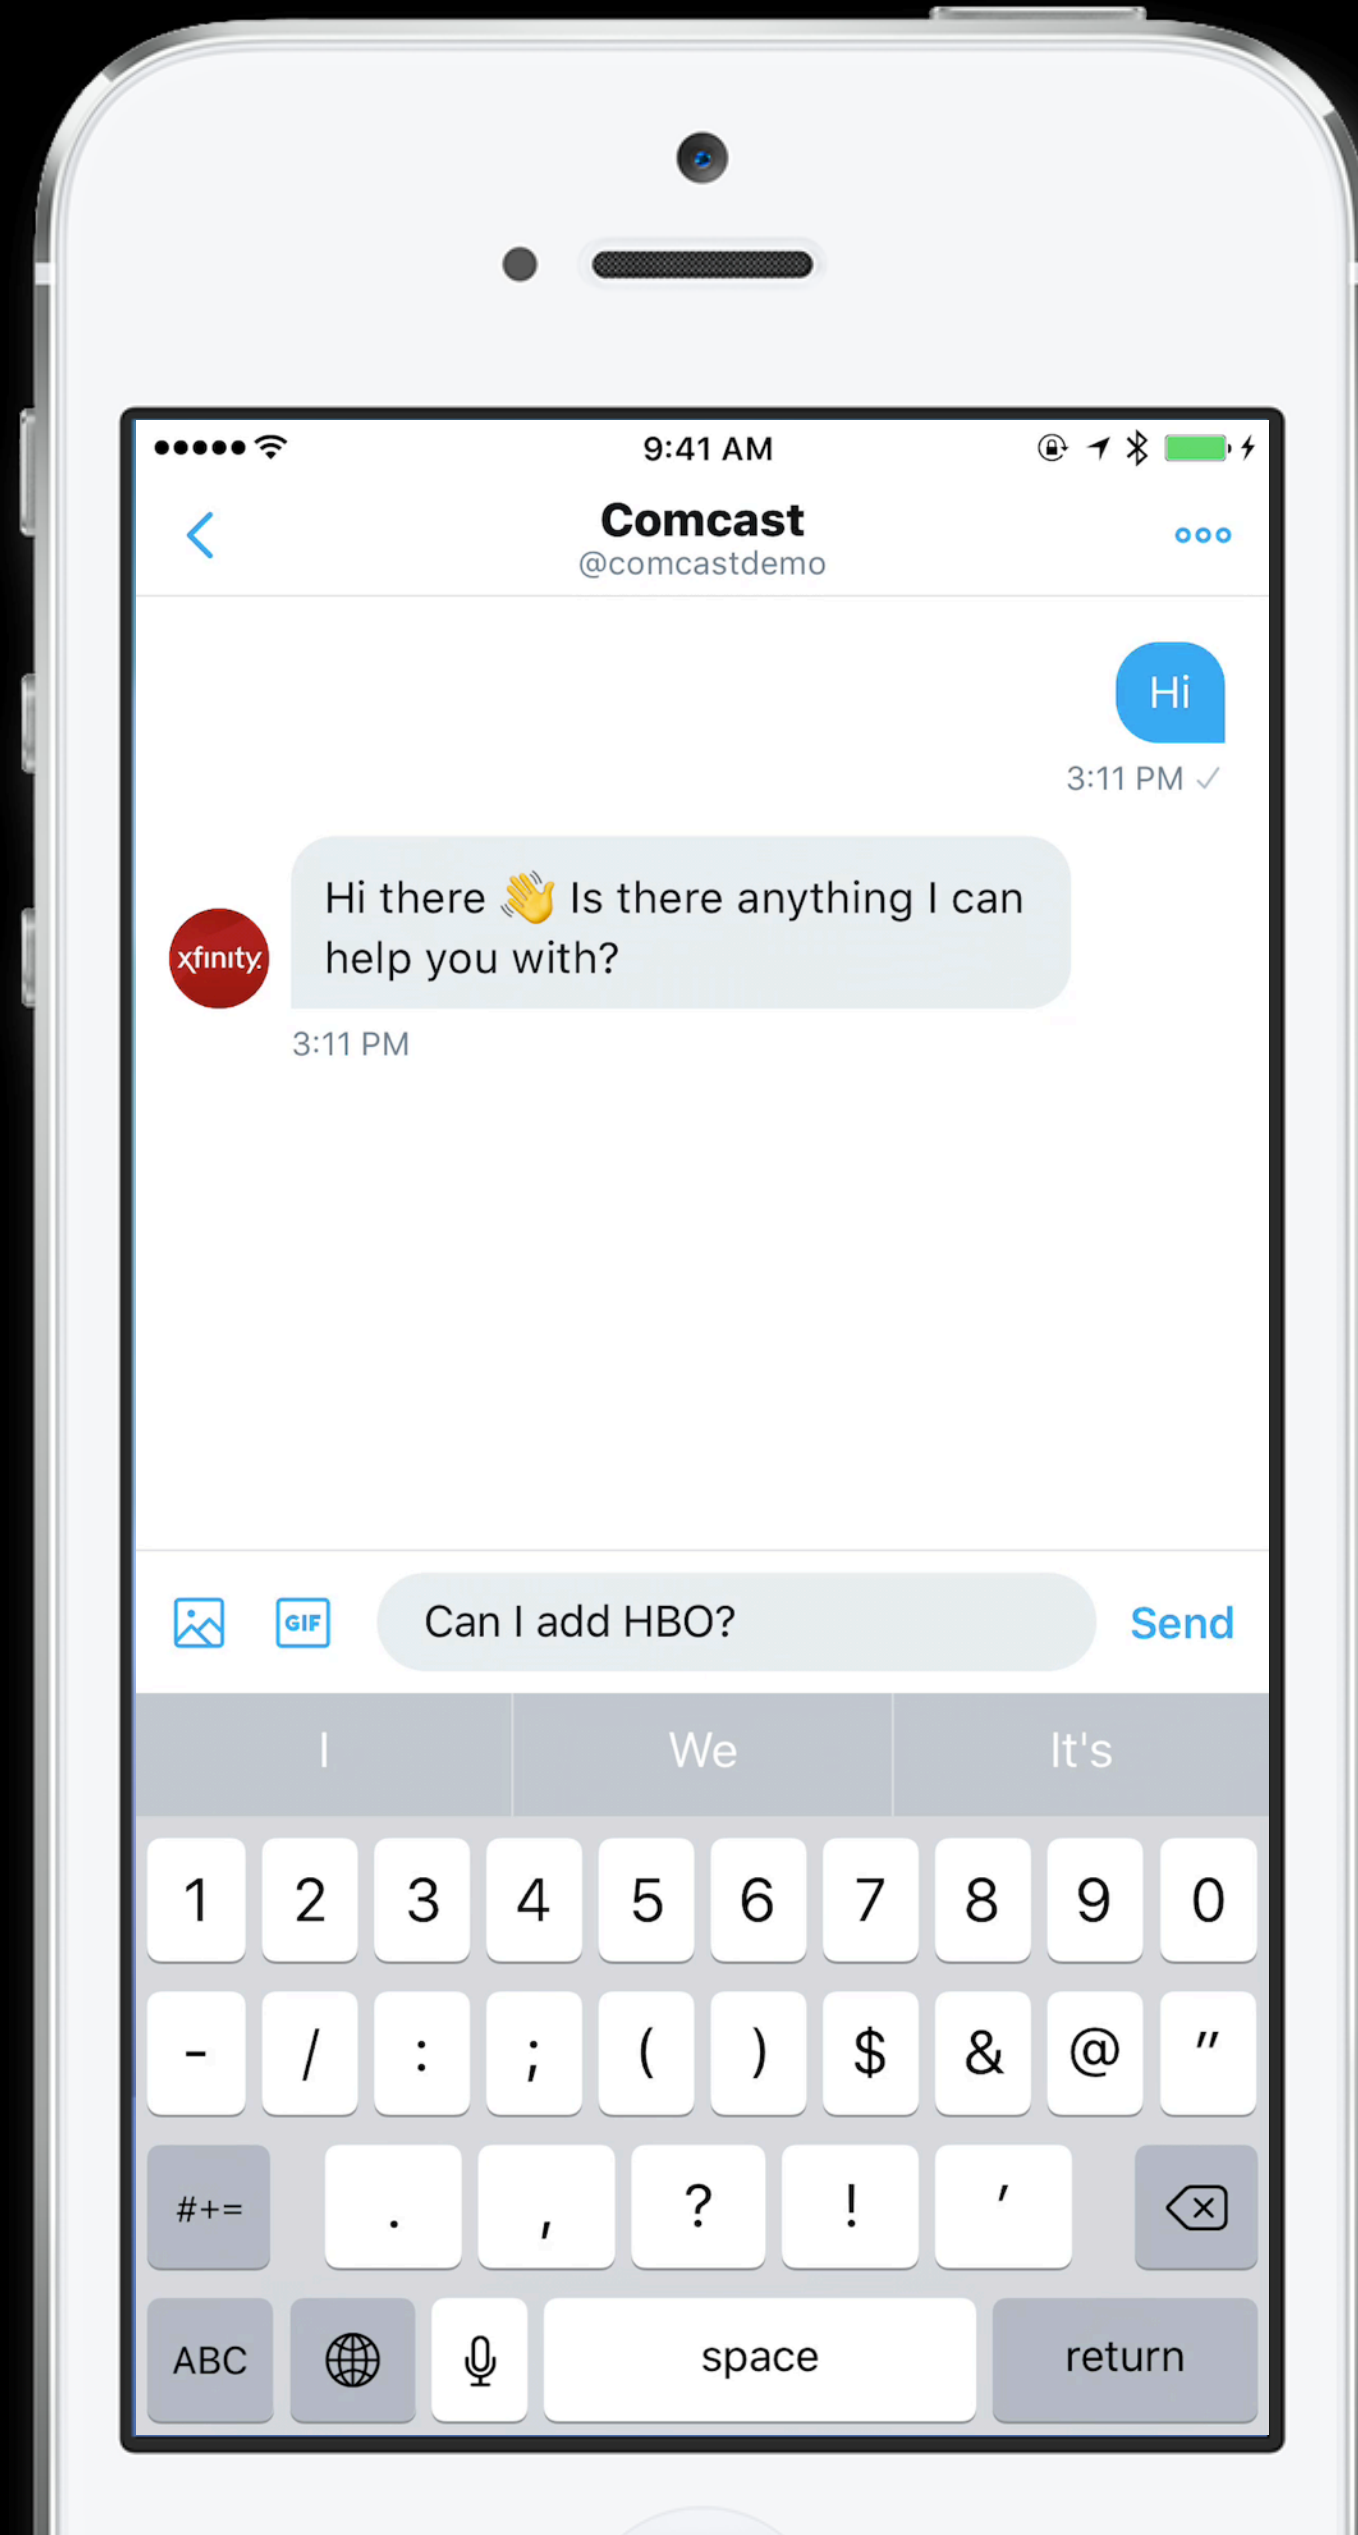 9:41 AM
Comcast
@comcastdemo
Hi
3:11 PM
Hi there 👋 Is there anything I can
help you with?
xfinity.
3:11 PM
GIF
Can I add HBO?
Send
I We It's
1 2 3 4 5 6 7 8 9 0
- / : ; ( ) $ & @ "
#+= . , ? ! '
ABC space return